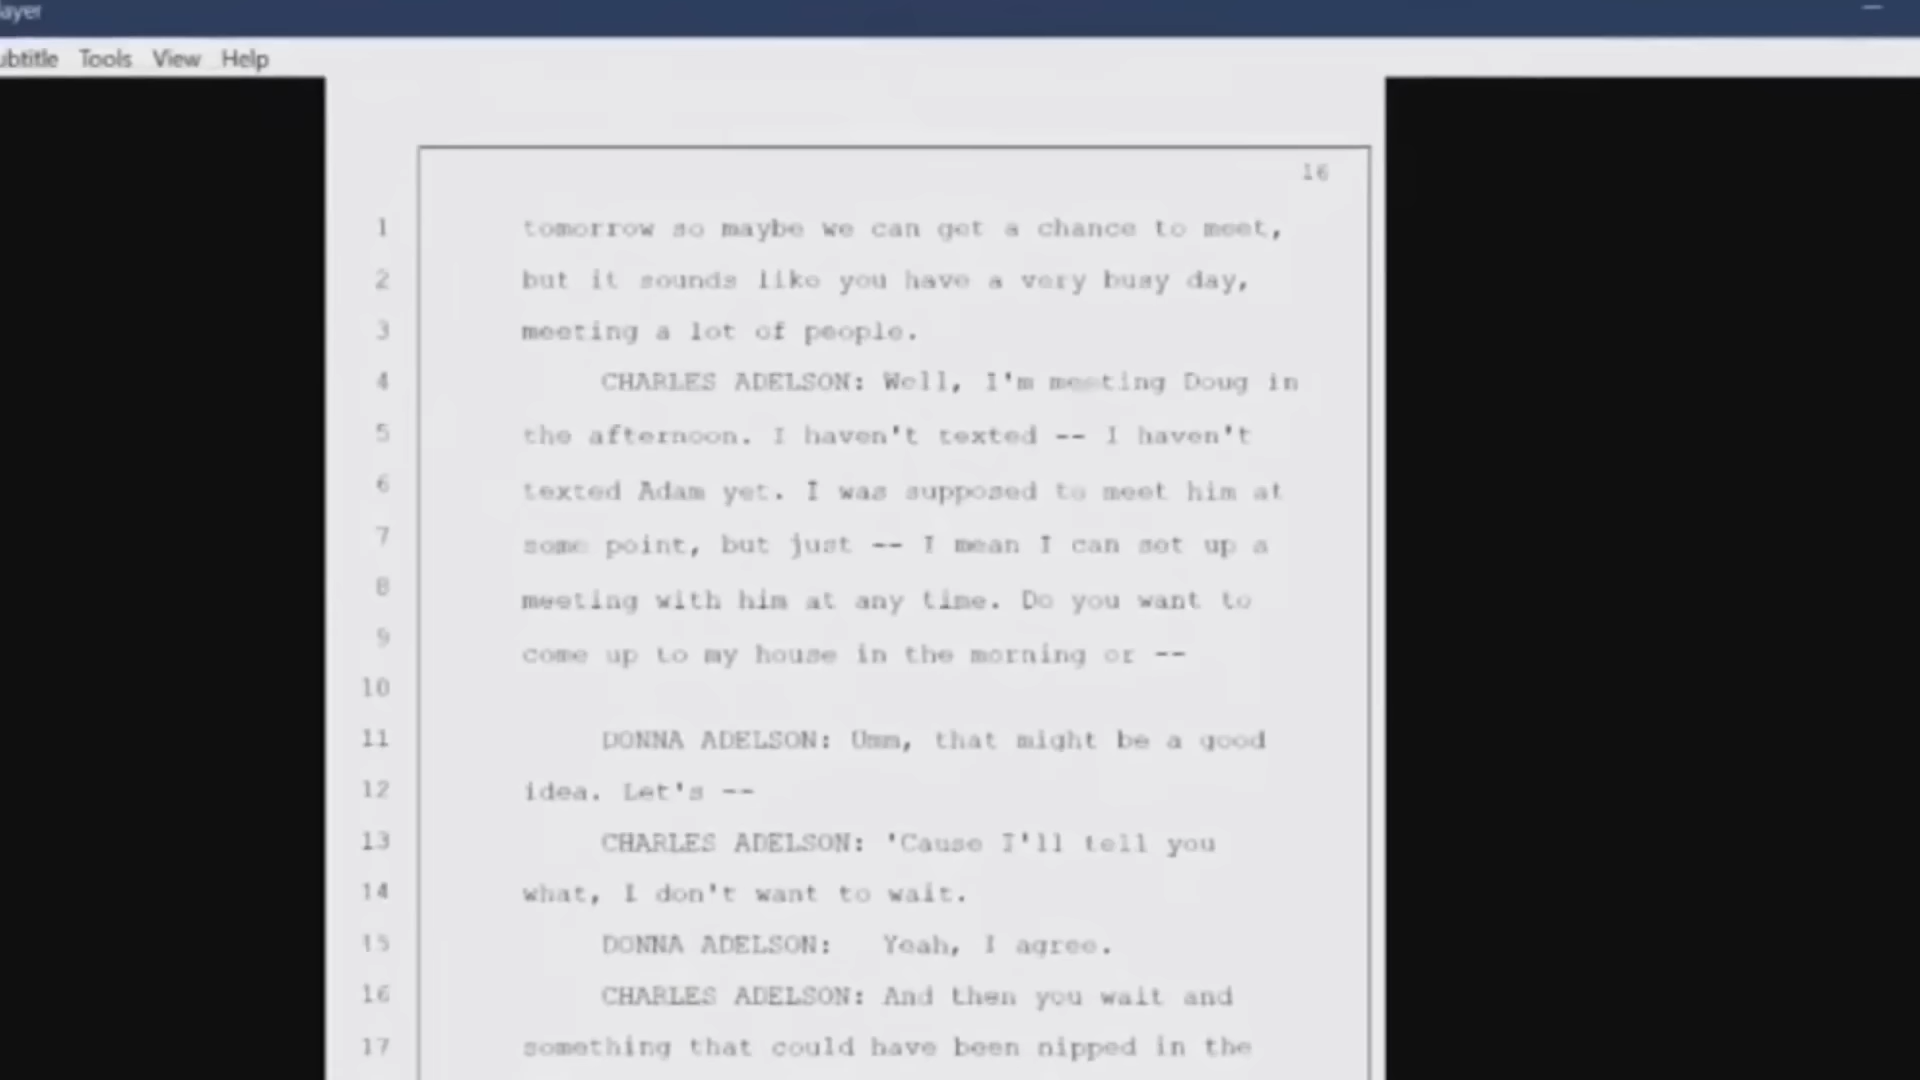 ayer
ubtitle Tools View Help
16
1 tomorrow so maybe we can get a chance to meet,
2 but it sounds like you have a very busy day,
3 meeting a lot of people.
4 CHARLES ADELSON: Well, I'm meeting Doug in
5 the afternoon. I haven't texted -- I haven't
6 texted Adam yet. I was supposed to meet him at
7 some point, but just -- I mean I can set up a
8 meeting with him at any time. Do you want to
9 come up to my house in the morning or --
10
11 DONNA ADELSON: Umm, that might be a good
12 idea. Let's --
13 CHARLES ADELSON: 'Cause I'll tell you
14 what, I don't want to wait.
15 DONNA ADELSON: Yeah, I agree.
16 CHARLES ADELSON: And then you wait and
17 something that could have been nipped in the